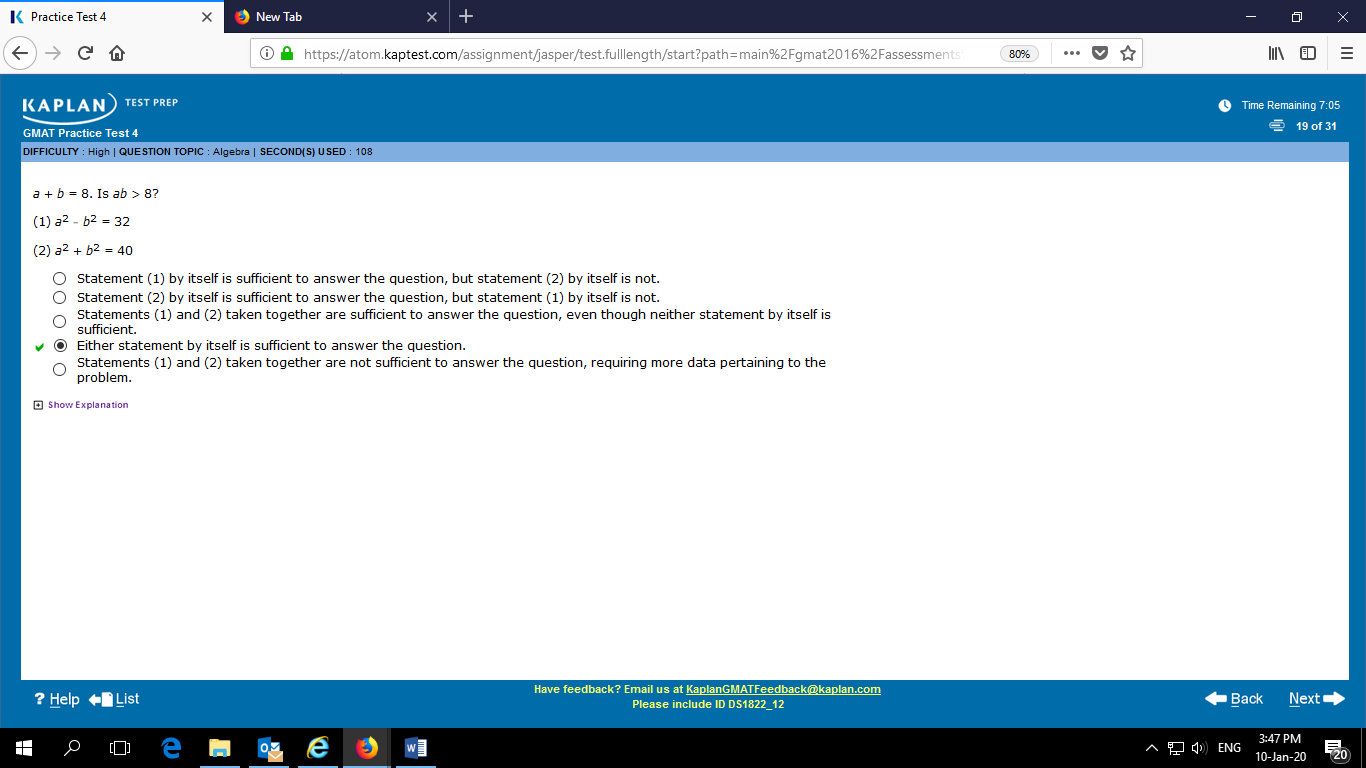 Practice Test 4
New Tab
https://atom.kaptest.com/assignment/jasper/test.fulllength/start?path=main%2Fgmat2016%2Fassessments
80%
KAPLAN TEST PREP
Time Remaining 7:05
GMAT Practice Test 4
19 of 31
DIFFICULTY : High | QUESTION TOPIC : Algebra | SECOND(S) USED : 108
a + b = 8. Is ab > 8?
(1) a² - b² = 32
(2) a² + b² = 40
Statement (1) by itself is sufficient to answer the question, but statement (2) by itself is not.
Statement (2) by itself is sufficient to answer the question, but statement (1) by itself is not.
Statements (1) and (2) taken together are sufficient to answer the question, even though neither statement by itself is
sufficient.
Either statement by itself is sufficient to answer the question.
Statements (1) and (2) taken together are not sufficient to answer the question, requiring more data pertaining to the
problem.
Show Explanation
? Help List
Have feedback? Email us at KaplanGMATFeedback@kaplan.com
Please include ID DS1822_12
Back Next
ENG
3:47 PM
10-Jan-20
20